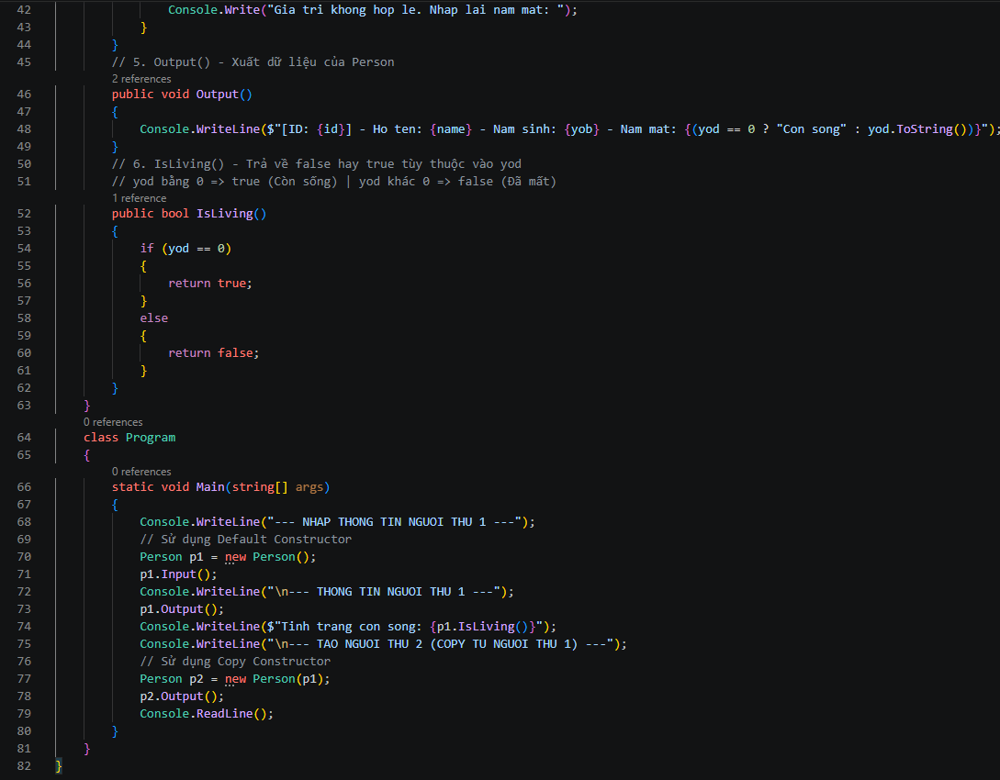 42 Console.Write("Gia tri khong hop le. Nhap lai nam mat: ");
43 }
44 }
45 // 5. Output() - Xuất dữ liệu của Person
2 references
46 public void Output()
47 {
48 Console.WriteLine($"[ID: {id}] - Ho ten: {name} - Nam sinh: {yob} - Nam mat: {(yod == 0 ? "Con song" : yod.ToString())}");
49 }
50 // 6. IsLiving() - Trả về false hay true tùy thuộc vào yod
51 // yod bằng 0 => true (Còn sống) | yod khác 0 => false (Đã mất)
1 reference
52 public bool IsLiving()
53 {
54 if (yod == 0)
55 {
56 return true;
57 }
58 else
59 {
60 return false;
61 }
62 }
63 }
0 references
64 class Program
65 {
0 references
66 static void Main(string[] args)
67 {
68 Console.WriteLine("--- NHAP THONG TIN NGUOI THU 1 ---");
69 // Sử dụng Default Constructor
70 Person p1 = new Person();
71 p1.Input();
72 Console.WriteLine("\n--- THONG TIN NGUOI THU 1 ---");
73 p1.Output();
74 Console.WriteLine($"Tinh trang con song: {p1.IsLiving()}");
75 Console.WriteLine("\n--- TAO NGUOI THU 2 (COPY TU NGUOI THU 1) ---");
76 // Sử dụng Copy Constructor
77 Person p2 = new Person(p1);
78 p2.Output();
79 Console.ReadLine();
80 }
81 }
82 }